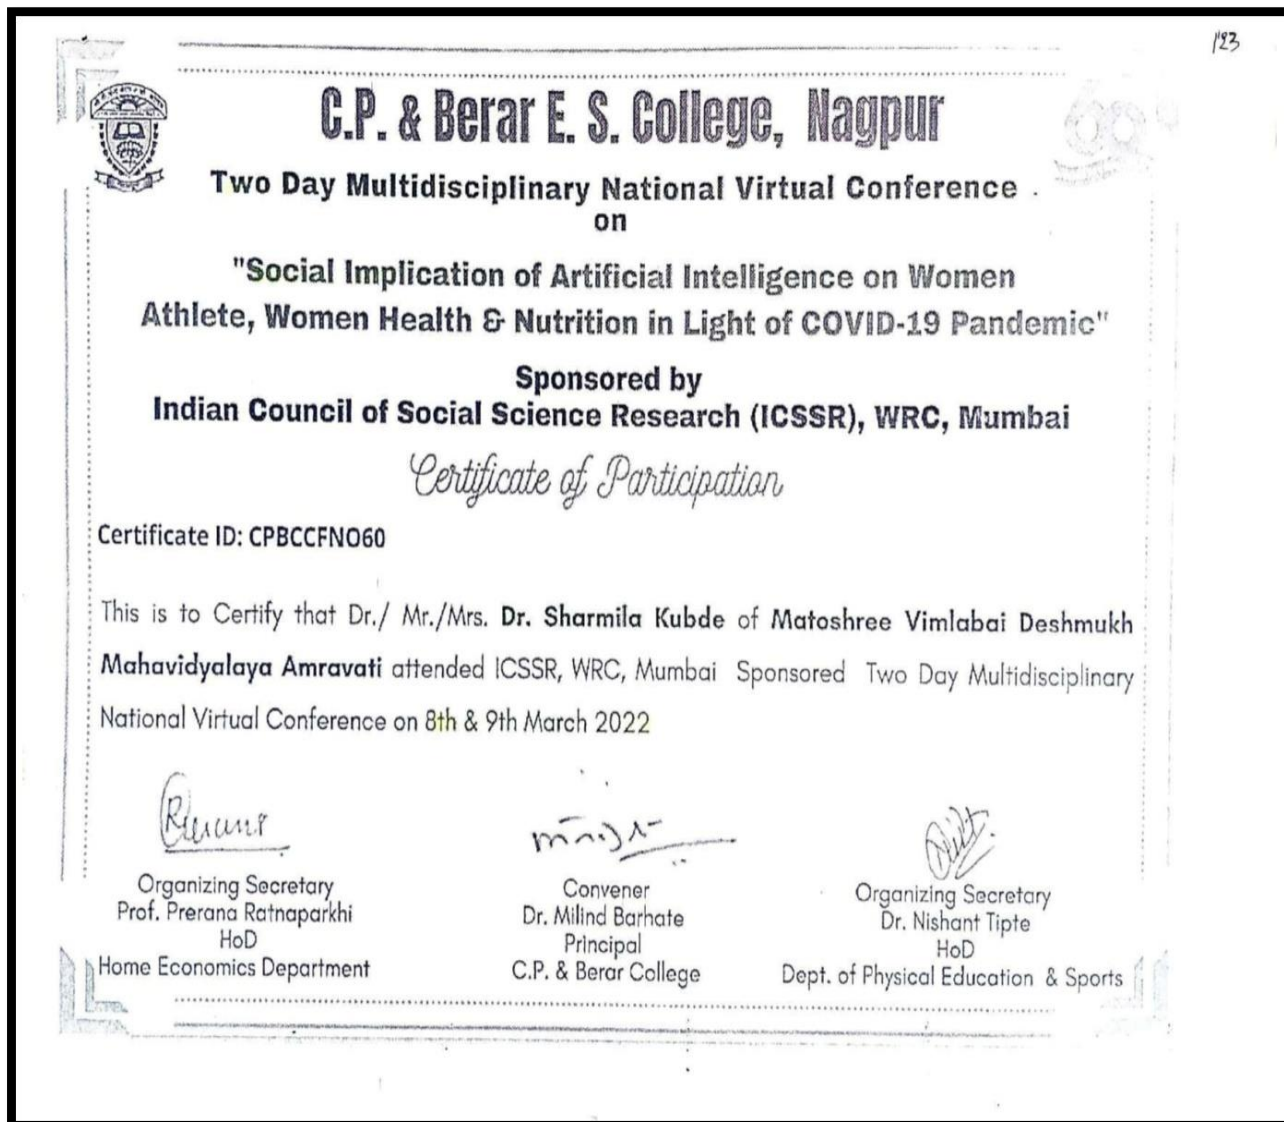 123
C.P. & Berar E. S. College, Nagpur
Two Day Multidisciplinary National Virtual Conference
on
"Social Implication of Artificial Intelligence on Women
Athlete, Women Health & Nutrition in Light of COVID-19 Pandemic"
Sponsored by
Indian Council of Social Science Research (ICSSR), WRC, Mumbai
Certificate of Participation
Certificate ID: CPBCCFNO60
This is to Certify that Dr./ Mr./Mrs. Dr. Sharmila Kubde of Matoshree Vimlabai Deshmukh
Mahavidyalaya Amravati attended ICSSR, WRC, Mumbai Sponsored Two Day Multidisciplinary
National Virtual Conference on 8th & 9th March 2022
Organizing Secretary
Prof. Prerana Ratnaparkhi
HoD
Home Economics Department
Convener
Dr. Milind Barhate
Principal
C.P. & Berar College
Organizing Secretary
Dr. Nishant Tipte
HoD
Dept. of Physical Education & Sports